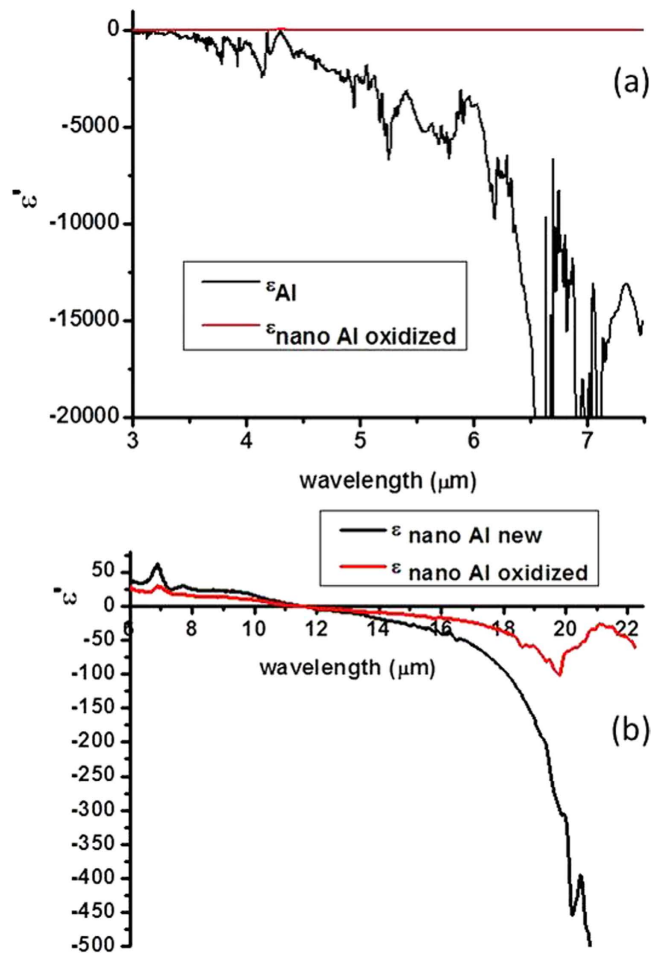 0
-5000
-10000
-15000
-20000
ε'
(a)
εAl
εnano Al oxidized
3 4 5 6 7
wavelength (μm)
ε nano Al new
ε nano Al oxidized
50
0
-50
-100
-150
-200
-250
-300
-350
-400
-450
-500
ε'
6 8 10 12 14 16 18 20 22
wavelength (μm)
(b)